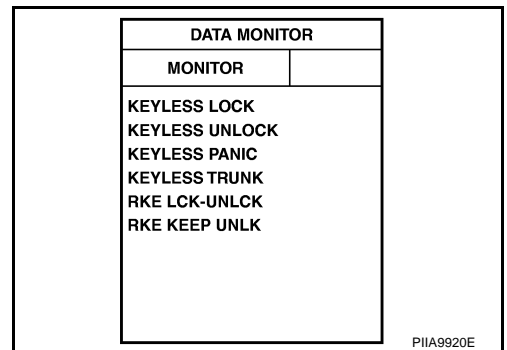 DATA MONITOR
MONITOR
KEYLESS LOCK
KEYLESS UNLOCK
KEYLESS PANIC
KEYLESS TRUNK
RKE LCK-UNLCK
RKE KEEP UNLK
PIIA9920E